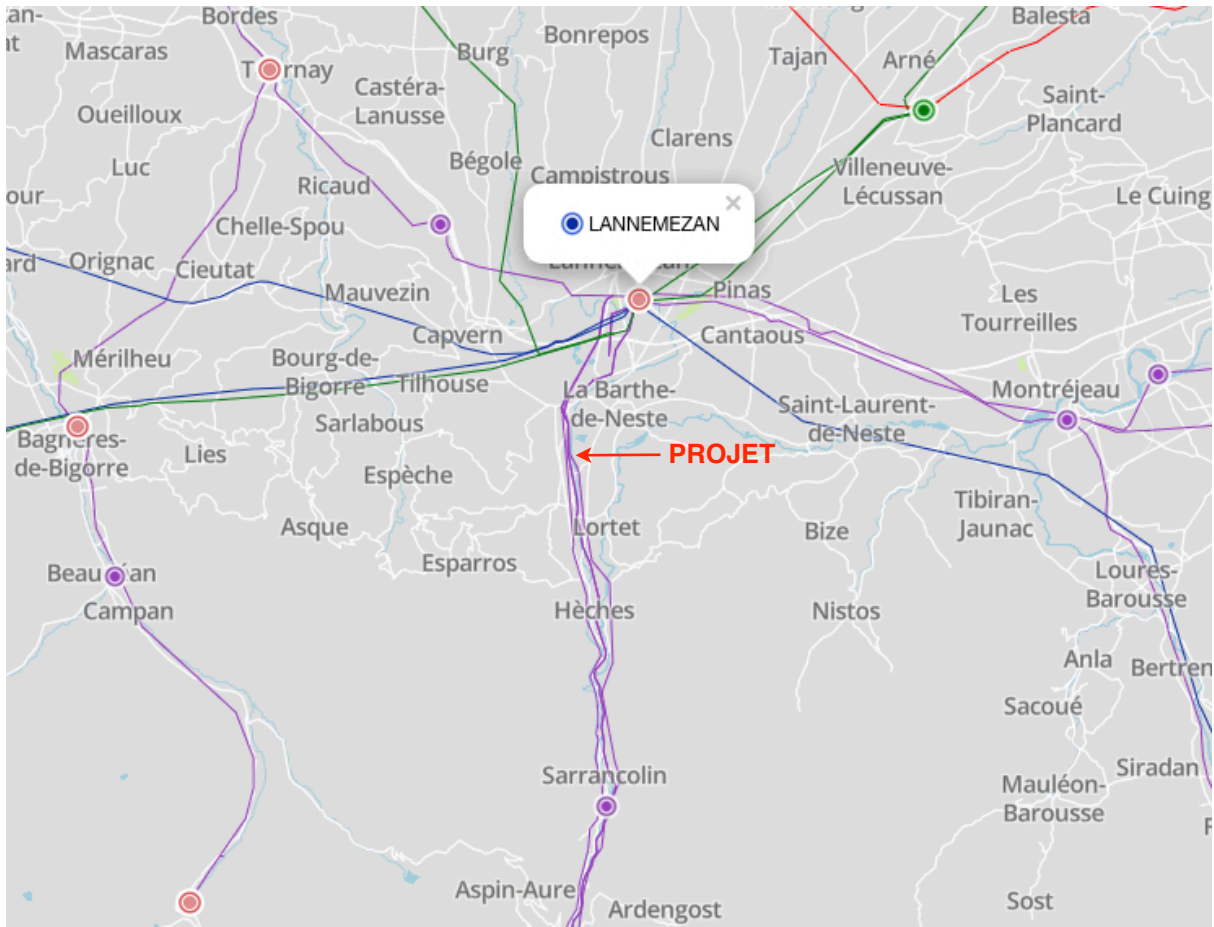 Bordes
Balesta
Mascaras
Burg
Bonrepos
Tajan
Arné
Castéra-
Lanusse
Saint-
Plancard
Oueilloux
Clarens
Luc
Bégole
Villeneuve-
Lécussan
Ricaud
Campistrous
Le Cuing
Chelle-Spou
LANNEMEZAN
×
Orignac
Cieutat
Mauvezin
Pinas
Les
Tourreilles
Capvern
Cantaous
Mérilheu
Bourg-de-
Bigorre
Tilhouse
La Barthe-
de-Neste
Montréjeau
Saint-Laurent-
de-Neste
Sarlabous
Bagnères-
de-Bigorre
Lies
Espèche
PROJET
Tibiran-
Jaunac
Asque
Lortet
Bize
Esparros
Loures-
Barousse
Campan
Hèches
Nistos
Anla
Bertren
Sacoué
Sarrancolin
Siradan
Mauléon-
Barousse
Aspin-Aure
Ardengost
Sost